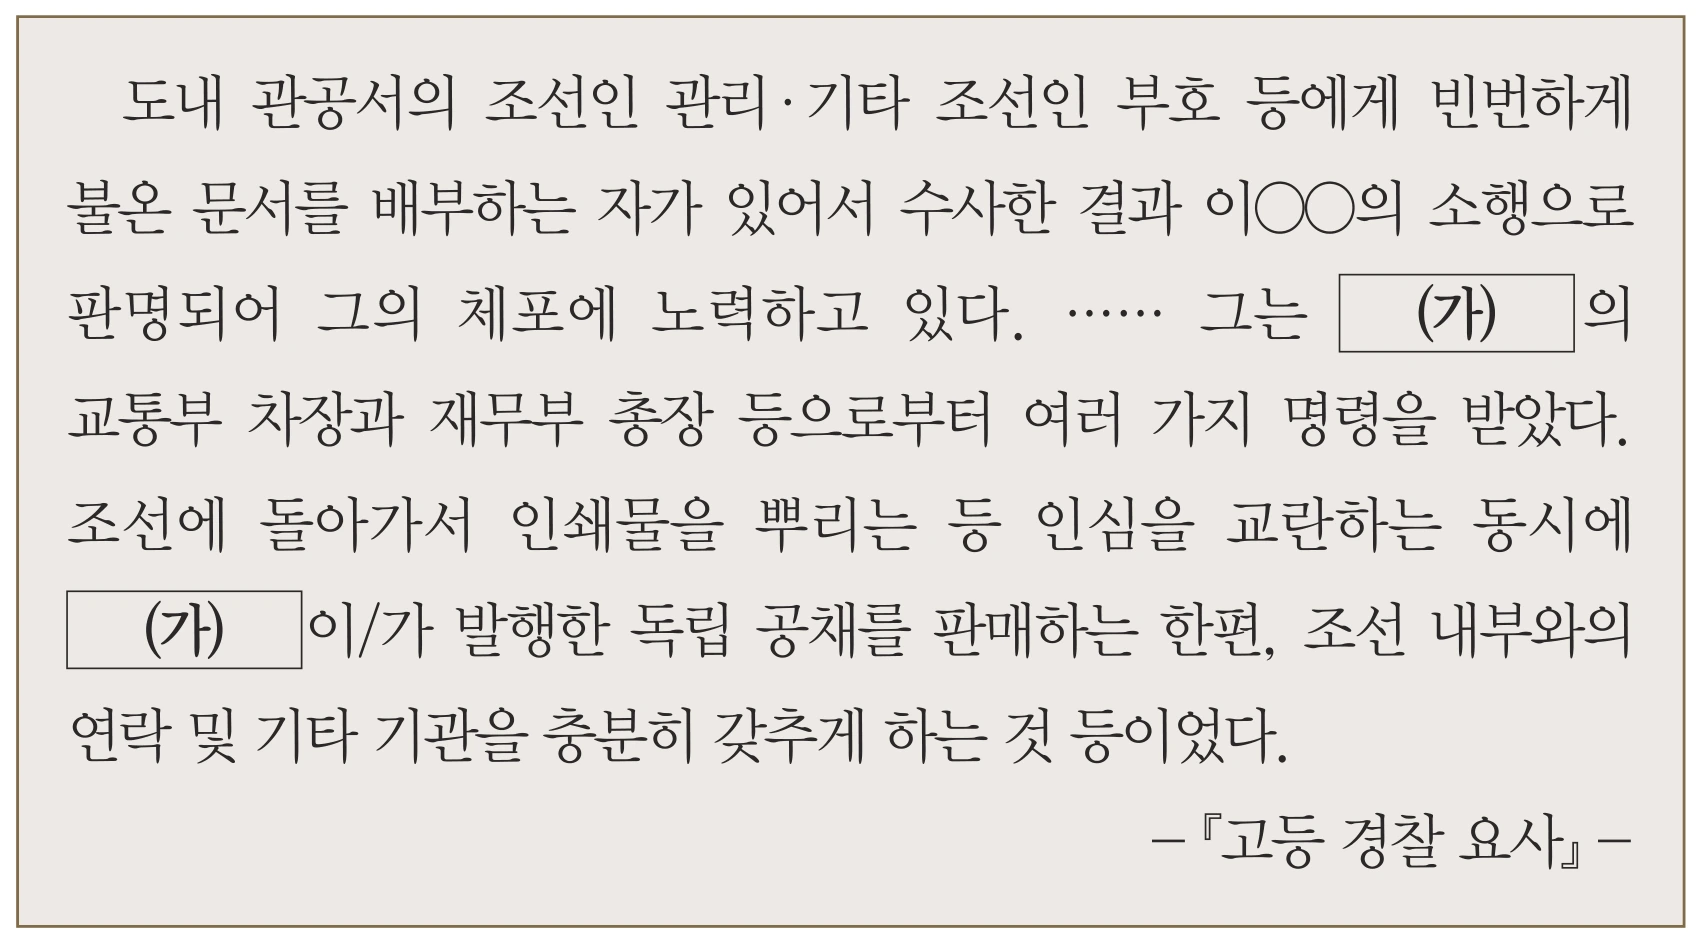 도내 관공서의 조선인 관리·기타 조선인 부호 등에게 빈번하게
불온 문서를 배부하는 자가 있어서 수사한 결과 이○○의 소행으로
판명되어 그의 체포에 노력하고 있다. …… 그는 (가) 의
교통부 차장과 재무부 총장 등으로부터 여러 가지 명령을 받았다.
조선에 돌아가서 인쇄물을 뿌리는 등 인심을 교란하는 동시에
(가) 이/가 발행한 독립 공채를 판매하는 한편, 조선 내부와의
연락 및 기타 기관을 충분히 갖추게 하는 것 등이었다.
-『고등 경찰 요사』-